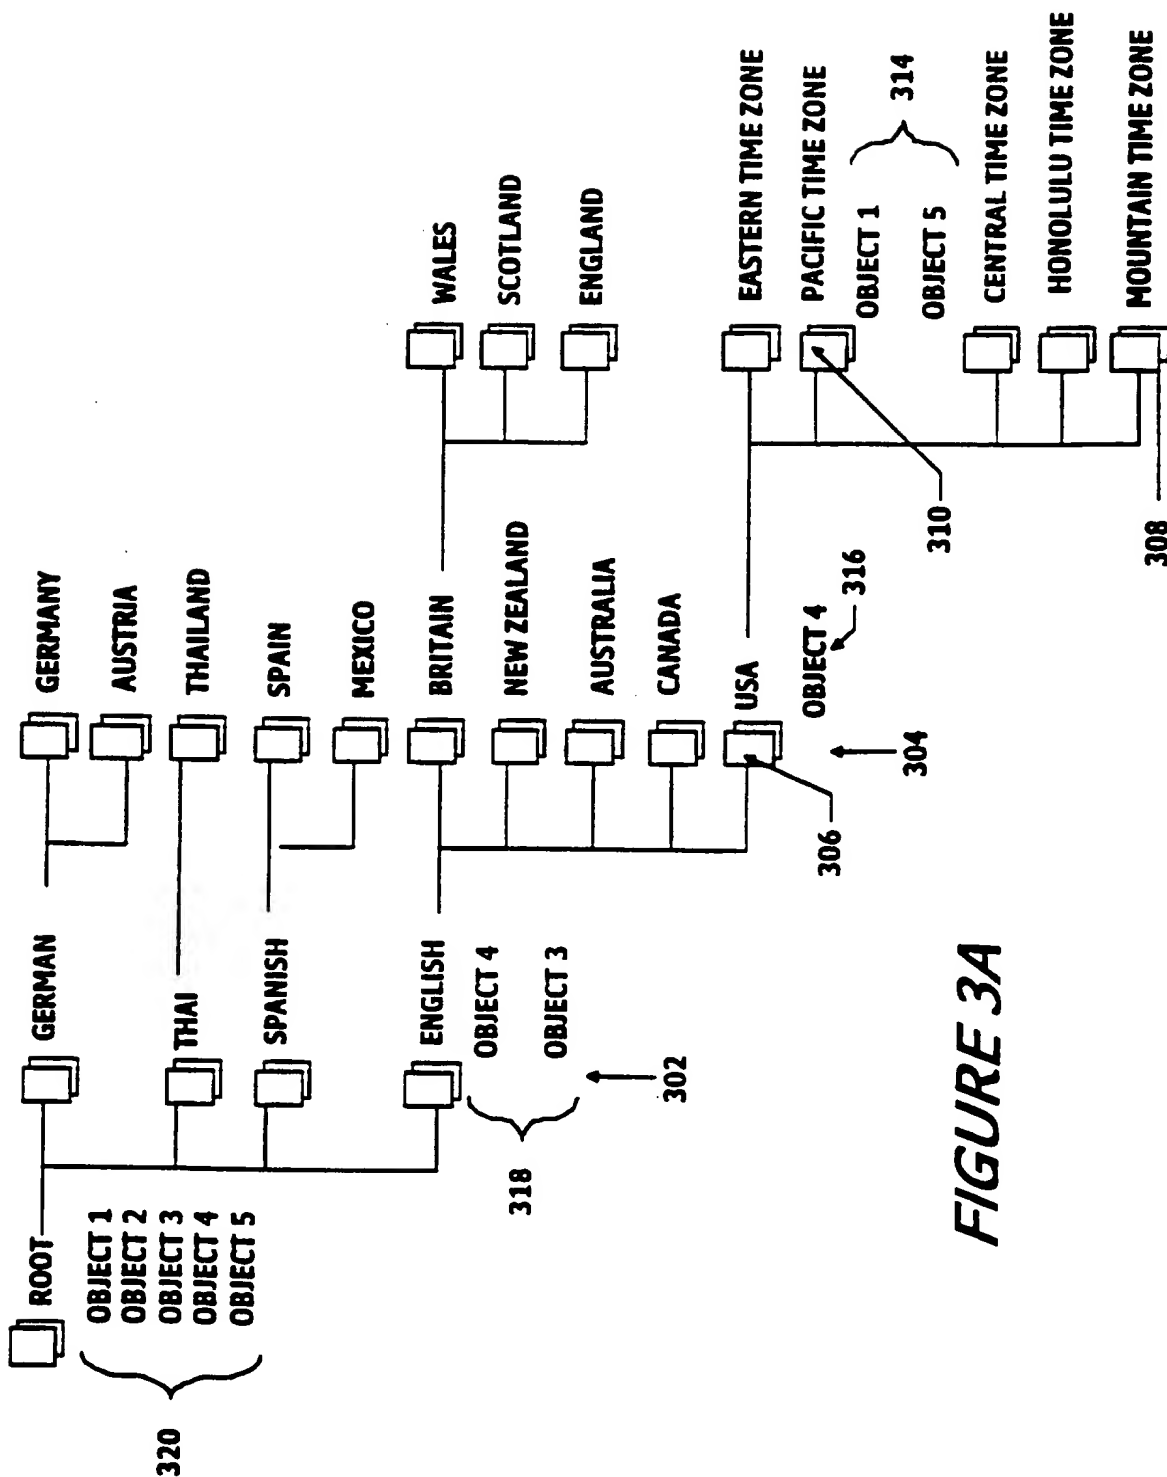 ROOT
OBJECT 1
OBJECT 2
OBJECT 3
OBJECT 4
OBJECT 5
320
GERMAN
THAI
SPANISH
ENGLISH
OBJECT 4
OBJECT 3
318
302
GERMANY
AUSTRIA
THAILAND
SPAIN
MEXICO
BRITAIN
NEW ZEALAND
AUSTRALIA
CANADA
USA
OBJECT 4
316
306
304
WALES
SCOTLAND
ENGLAND
EASTERN TIME ZONE
PACIFIC TIME ZONE
OBJECT 1
OBJECT 5
314
CENTRAL TIME ZONE
HONOLULU TIME ZONE
MOUNTAIN TIME ZONE
310
308
FIGURE 3A